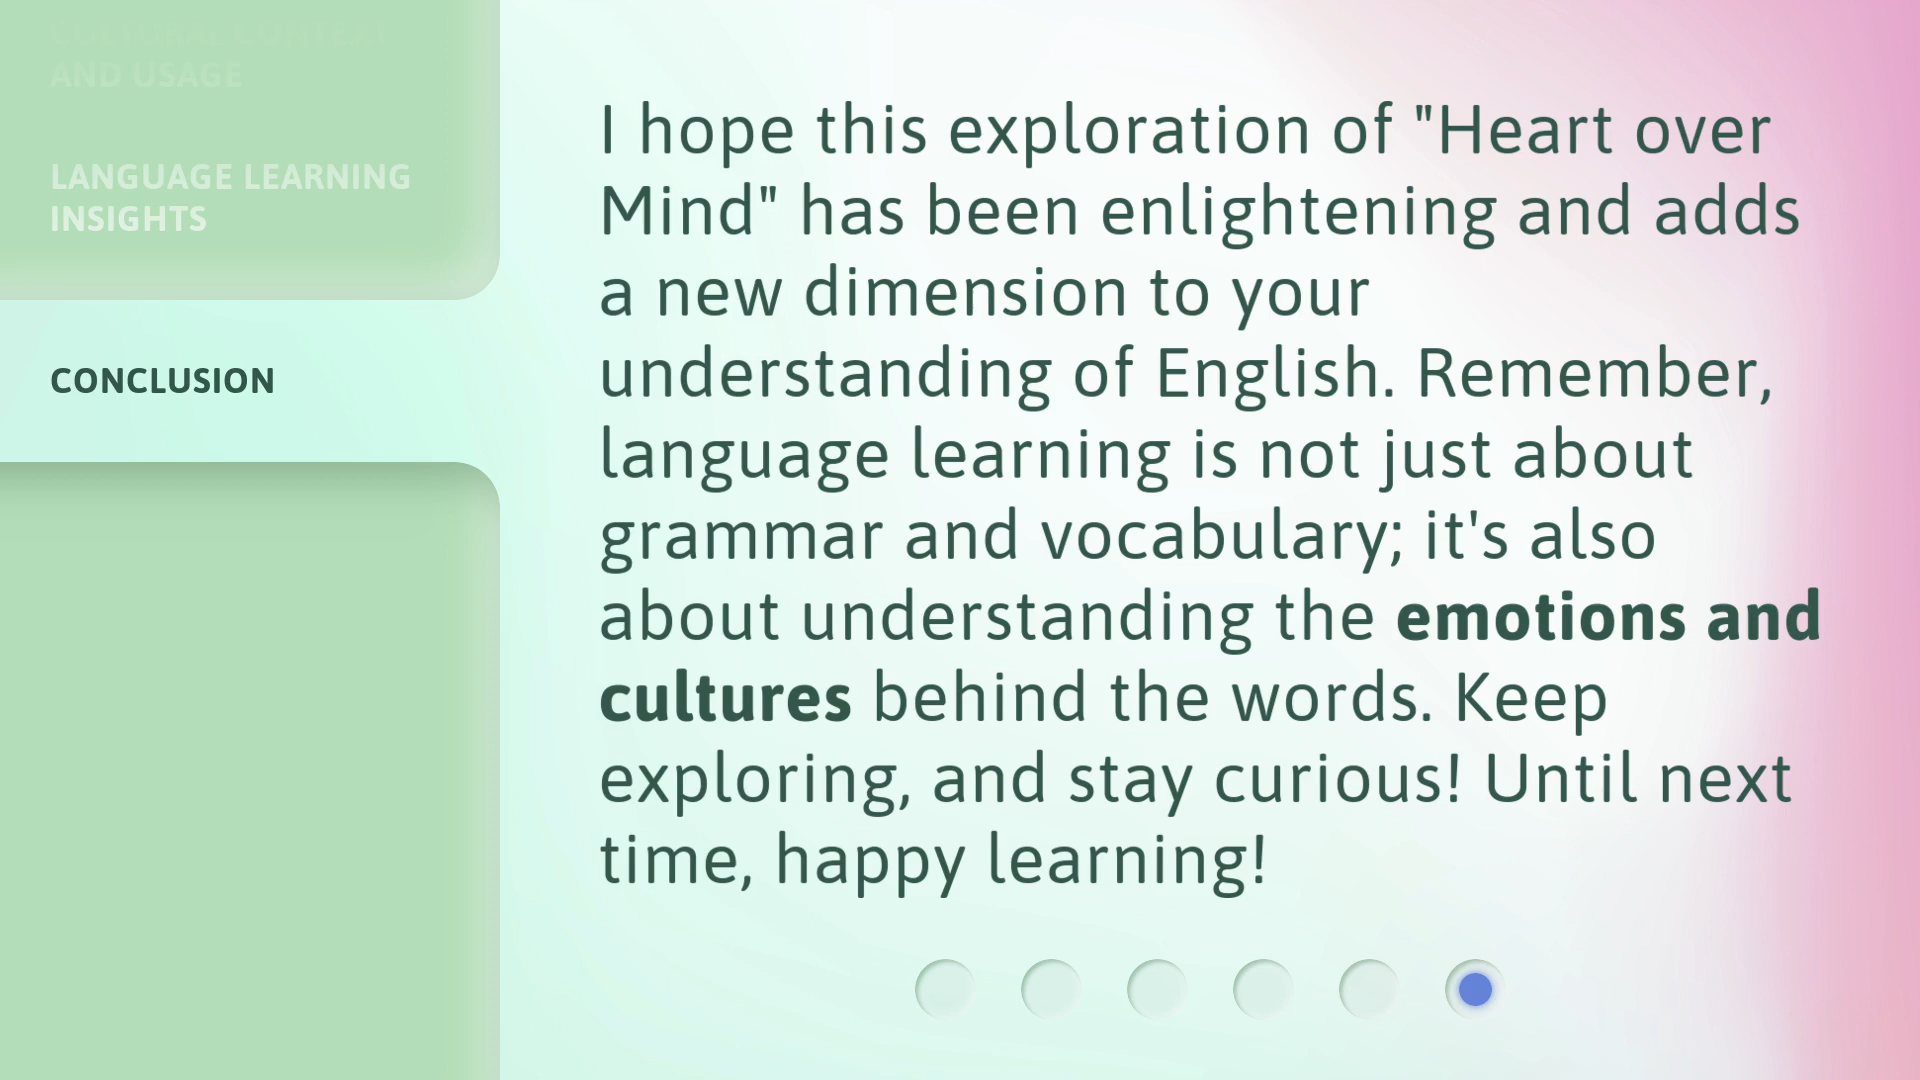 CULTURAL CONTEXT
AND USAGE
LANGUAGE LEARNING
INSIGHTS
CONCLUSION
I hope this exploration of "Heart over
Mind" has been enlightening and adds
a new dimension to your
understanding of English. Remember,
language learning is not just about
grammar and vocabulary; it's also
about understanding the emotions and
cultures behind the words. Keep
exploring, and stay curious! Until next
time, happy learning!